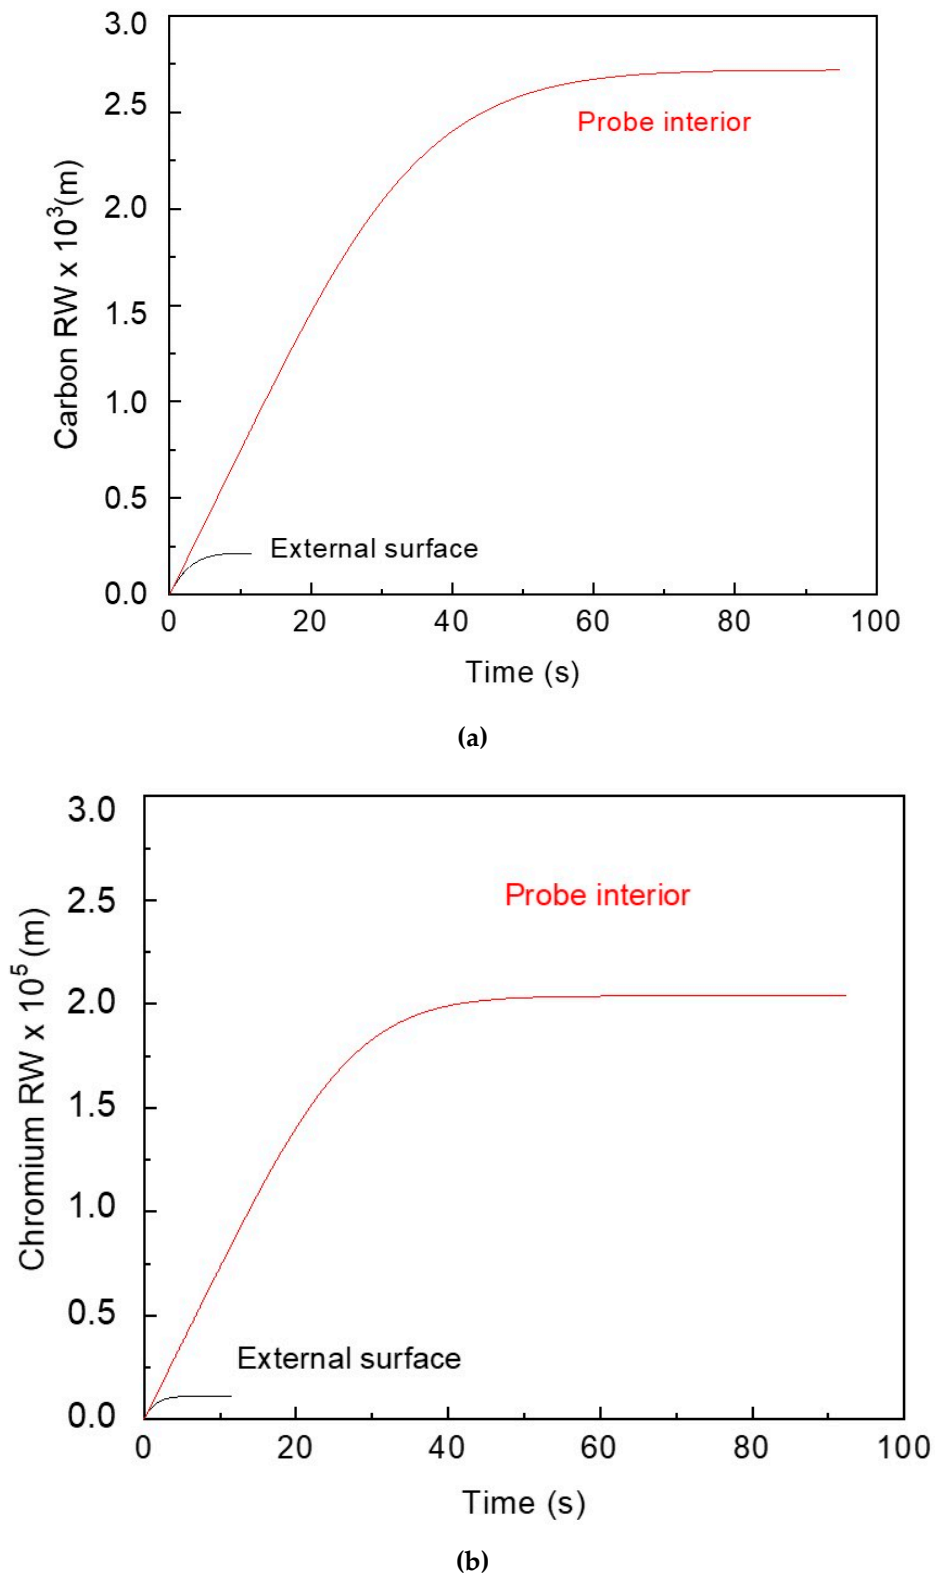 3.0
2.5
2.0
1.5
1.0
0.5
0.0
Carbon RW x 10³(m)
Probe interior
External surface
0 20 40 60 80 100
Time (s)
(a)
3.0
2.5
2.0
1.5
1.0
0.5
0.0
Chromium RW x 10⁵ (m)
Probe interior
External surface
0 20 40 60 80 100
Time (s)
(b)